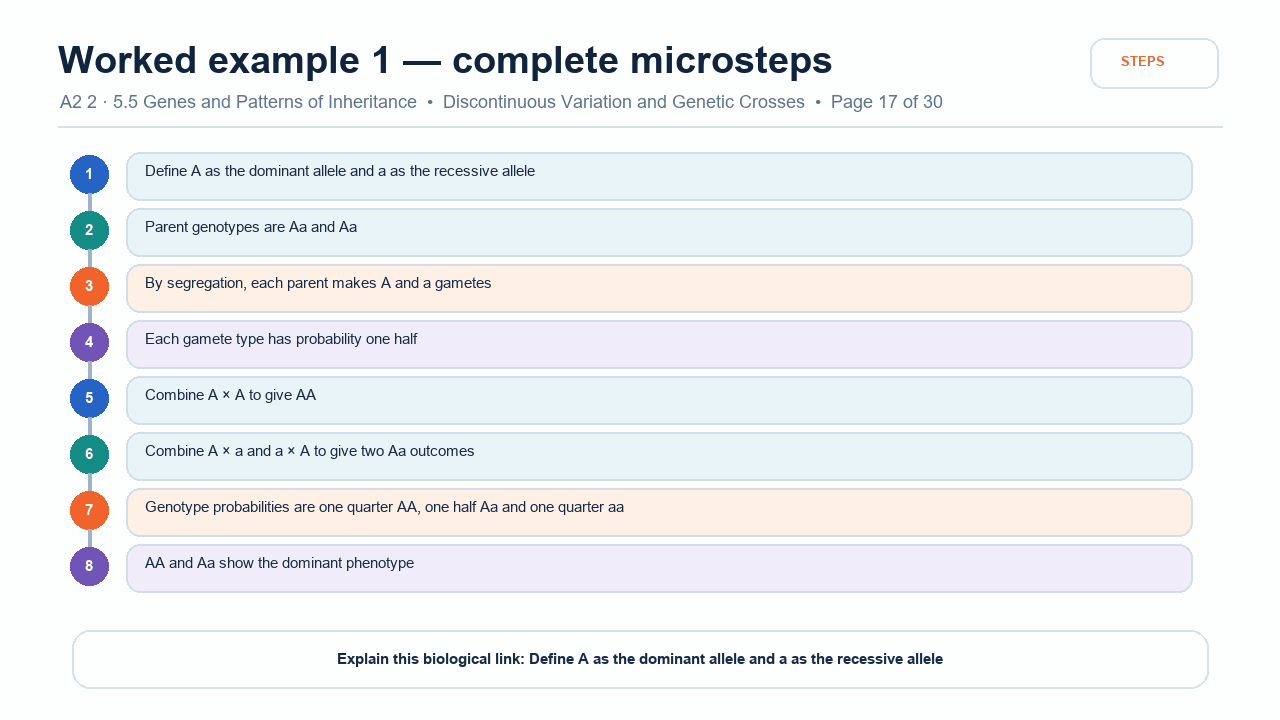 Worked example 1 — complete microsteps
STEPS
A2 2 · 5.5 Genes and Patterns of Inheritance • Discontinuous Variation and Genetic Crosses • Page 17 of 30
1
Define A as the dominant allele and a as the recessive allele
2
Parent genotypes are Aa and Aa
3
By segregation, each parent makes A and a gametes
4
Each gamete type has probability one half
5
Combine A × A to give AA
6
Combine A × a and a × A to give two Aa outcomes
7
Genotype probabilities are one quarter AA, one half Aa and one quarter aa
8
AA and Aa show the dominant phenotype
Explain this biological link: Define A as the dominant allele and a as the recessive allele